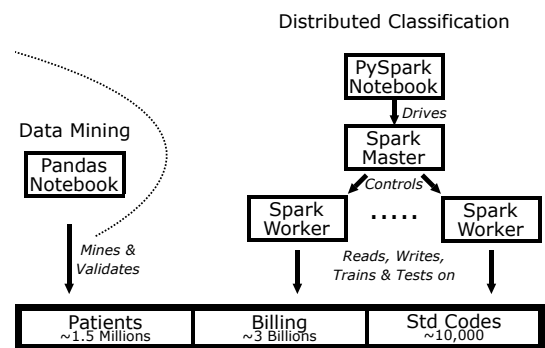 Distributed Classification
PySpark
Notebook
Drives
Data Mining
Spark
Master
Pandas
Notebook
Controls
Spark
Worker
.....
Spark
Worker
Mines &
Validates
Reads, Writes,
Trains & Tests on
Patients
~1.5 Millions
Billing
~3 Billions
Std Codes
~10,000